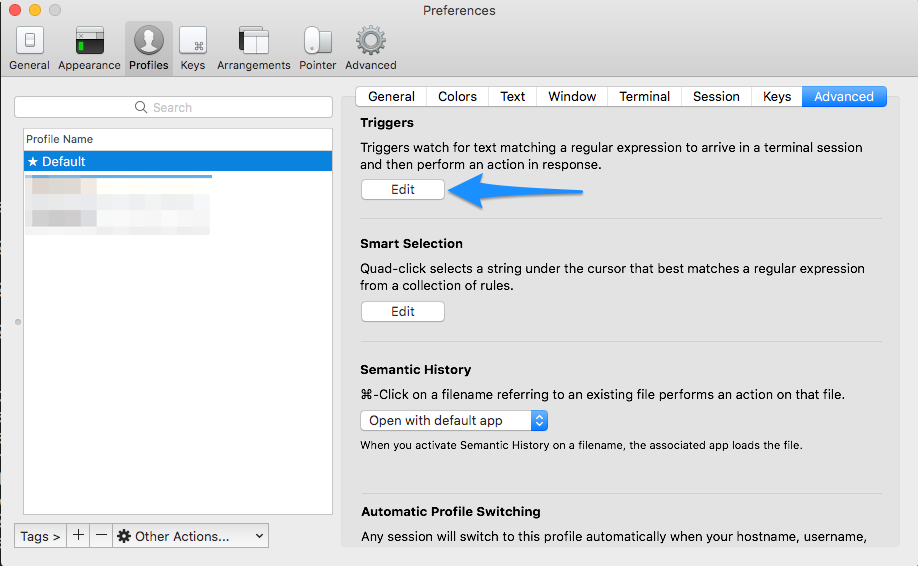 Preferences
General Appearance Profiles Keys Arrangements Pointer Advanced
Search
Profile Name
★ Default
Tags > + − Other Actions...
General Colors Text Window Terminal Session Keys Advanced
Triggers
Triggers watch for text matching a regular expression to arrive in a terminal session
and then perform an action in response.
Edit
Smart Selection
Quad-click selects a string under the cursor that best matches a regular expression
from a collection of rules.
Edit
Semantic History
⌘-Click on a filename referring to an existing file performs an action on that file.
Open with default app
When you activate Semantic History on a filename, the associated app loads the file.
Automatic Profile Switching
Any session will switch to this profile automatically when your hostname, username,